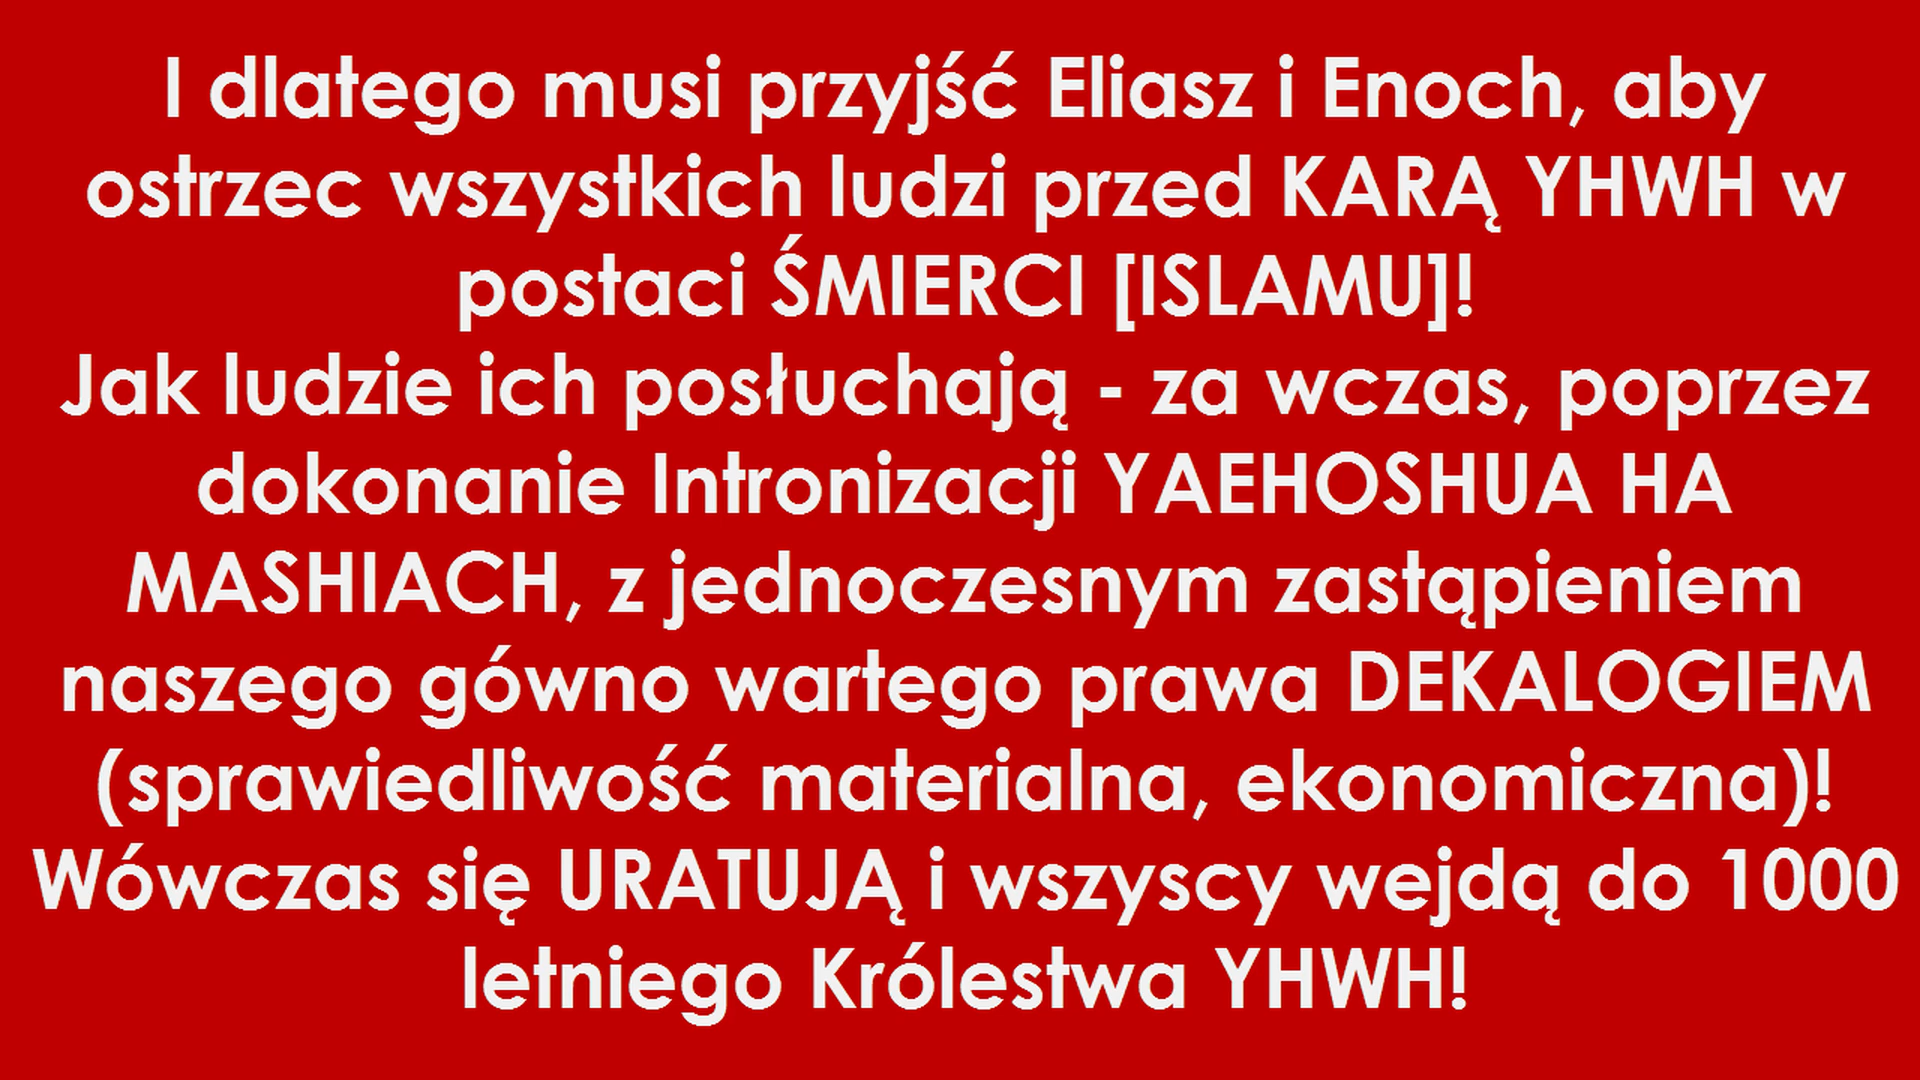 I dlatego musi przyjść Eliasz i Enoch, aby
ostrzec wszystkich ludzi przed KARĄ YHWH w
postaci ŚMIERCI [ISLAMU]!
Jak ludzie ich posłuchają - za wczas, poprzez
dokonanie Intronizacji YAEHOSHUA HA
MASHIACH, z jednoczesnym zastąpieniem
naszego gówno wartego prawa DEKALOGIEM
(sprawiedliwość materialna, ekonomiczna)!
Wówczas się URATUJĄ i wszyscy wejdą do 1000
letniego Królestwa YHWH!